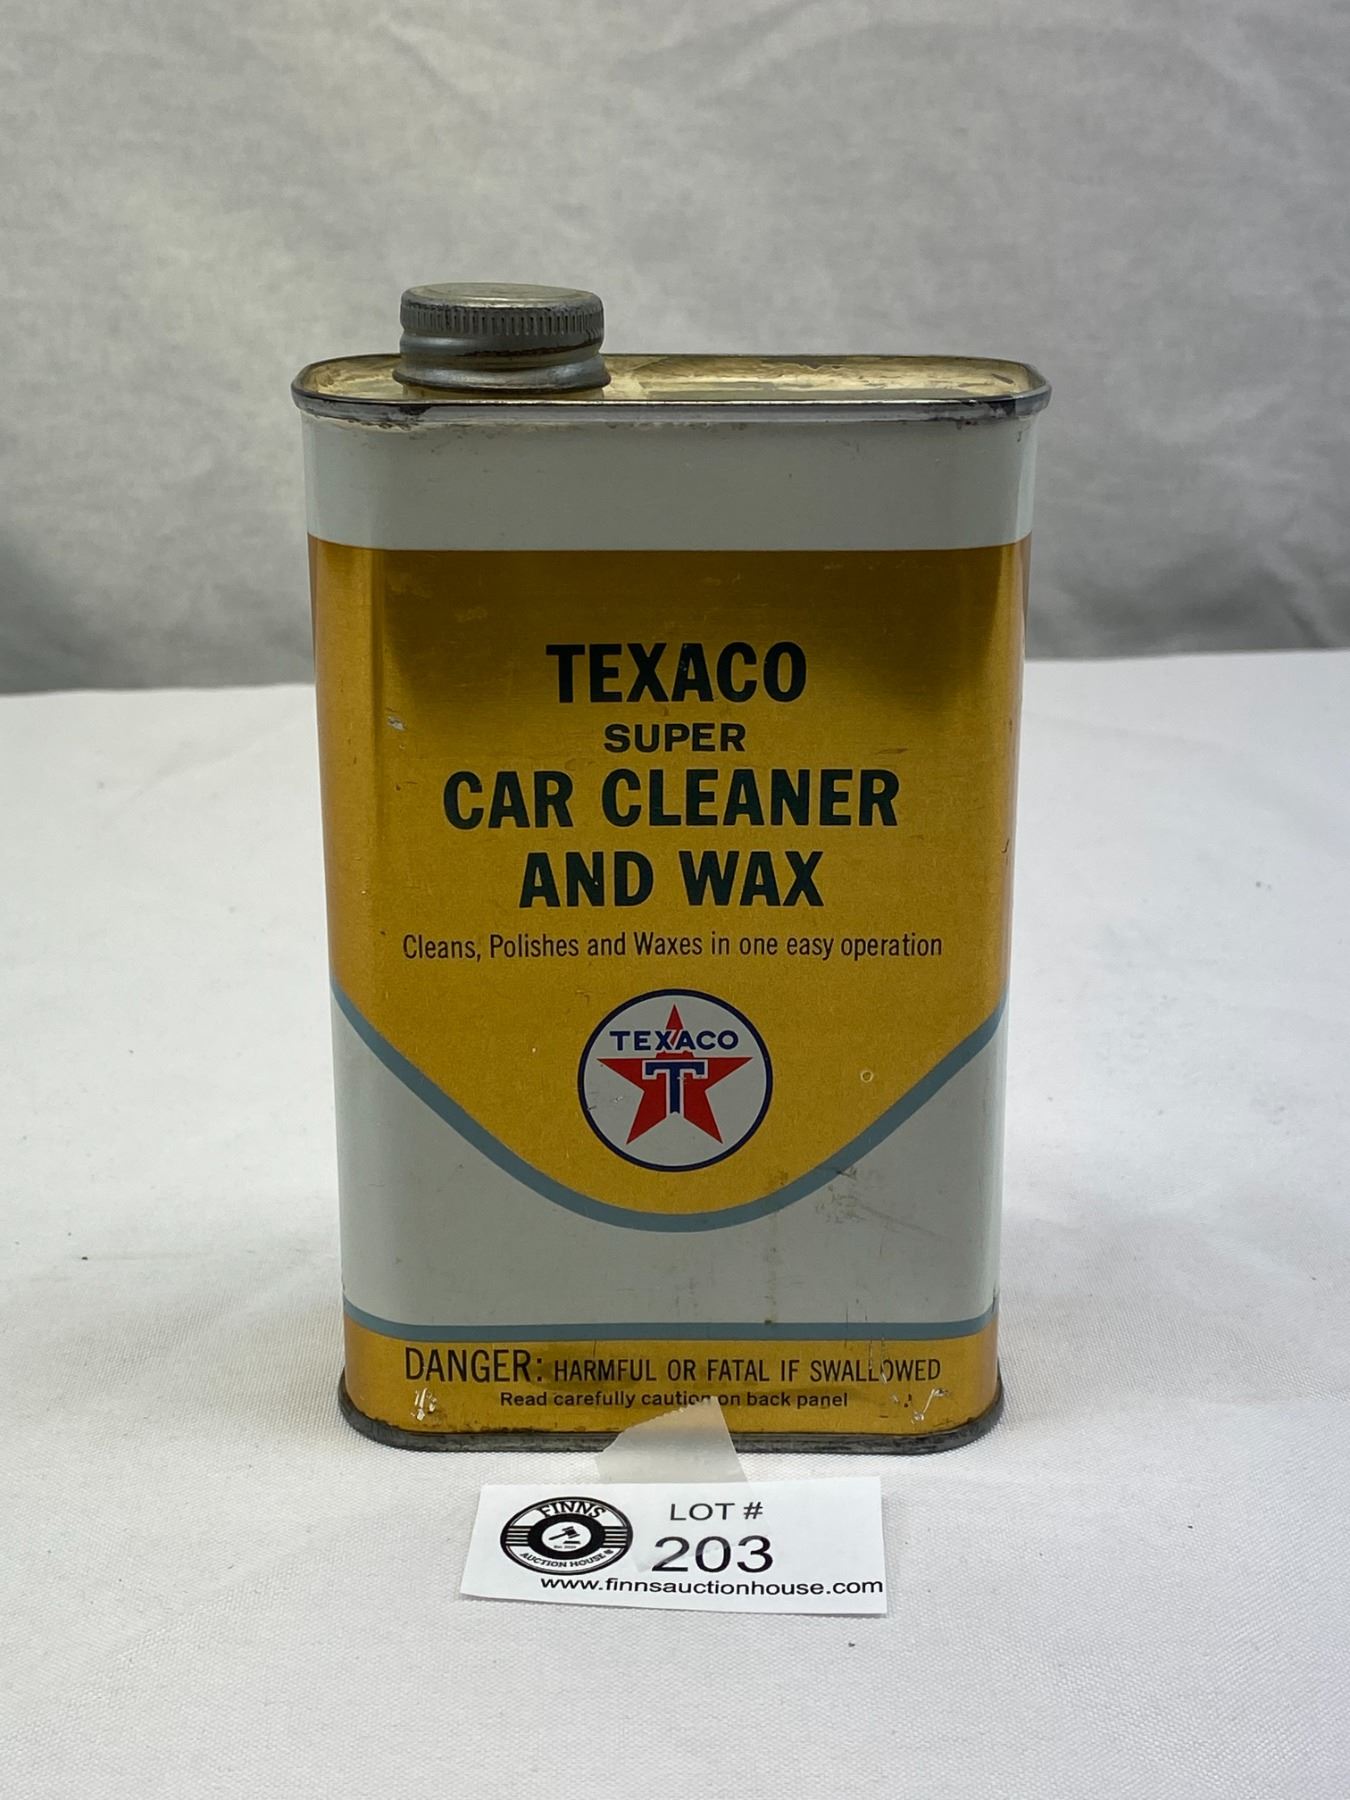 TEXACO
SUPER
CAR CLEANER
AND WAX
Cleans, Polishes and Waxes in one easy operation
TEXACO
T
DANGER: HARMFUL OR FATAL IF SWALLOWED
Read carefully caution on back panel
FINNS
AUCTION HOUSE
LOT #
203
www.finnsauctionhouse.com